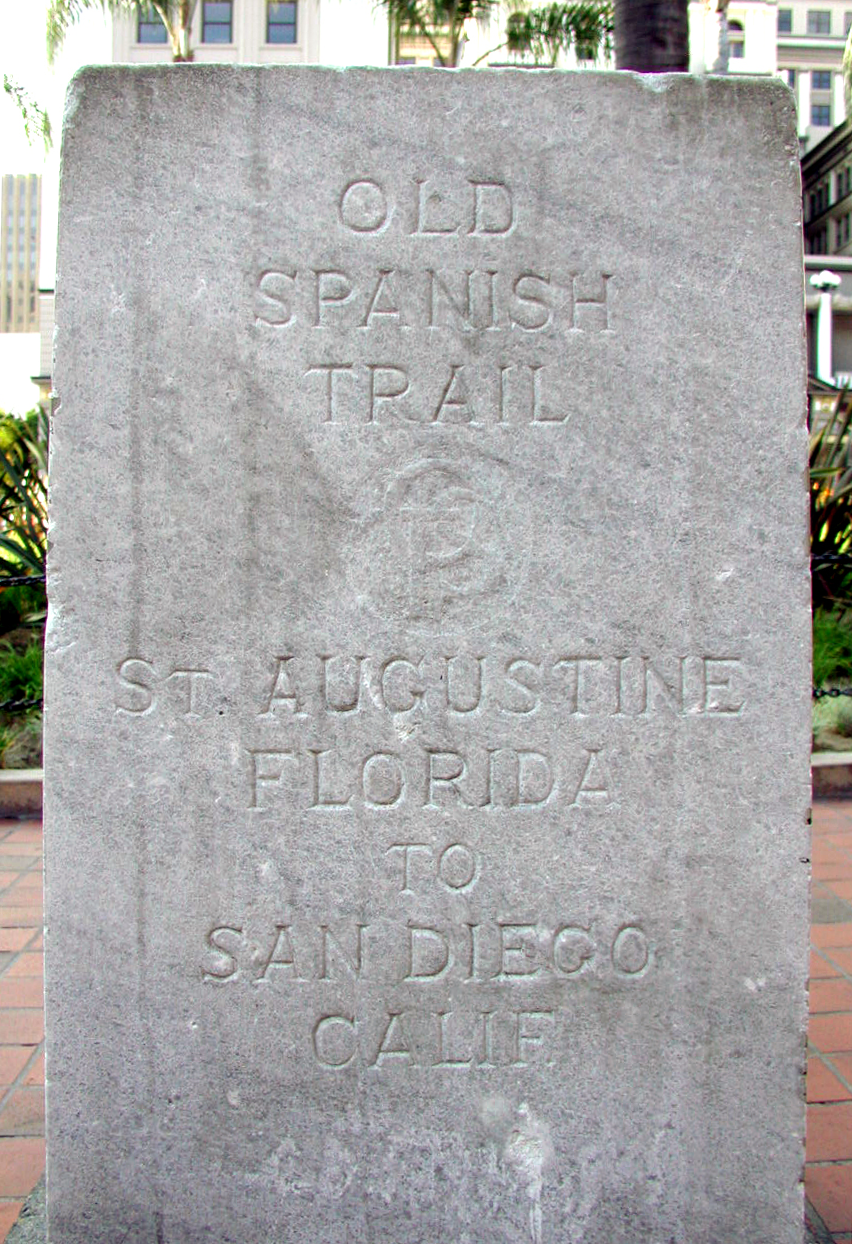 OLD
SPANISH
TRAIL
ST. AUGUSTINE
FLORIDA
TO
SAN DIEGO
CALIF.